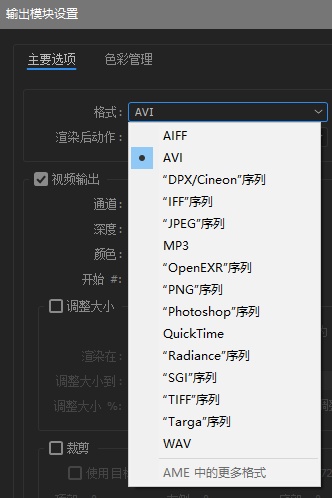 输出模块设置
主要选项 色彩管理
格式: AVI
渲染后动作:
AIFF
AVI
视频输出
"DPX/Cineon"序列
通道:
"IFF"序列
深度:
"JPEG"序列
颜色:
MP3
开始 #:
"OpenEXR"序列
"PNG"序列
调整大小
"Photoshop"序列
QuickTime
渲染在:
"Radiance"序列
调整大小到:
"SGI"序列
调整大小 %:
"TIFF"序列
"Targa"序列
裁剪
WAV
使用目标
AME 中的更多格式